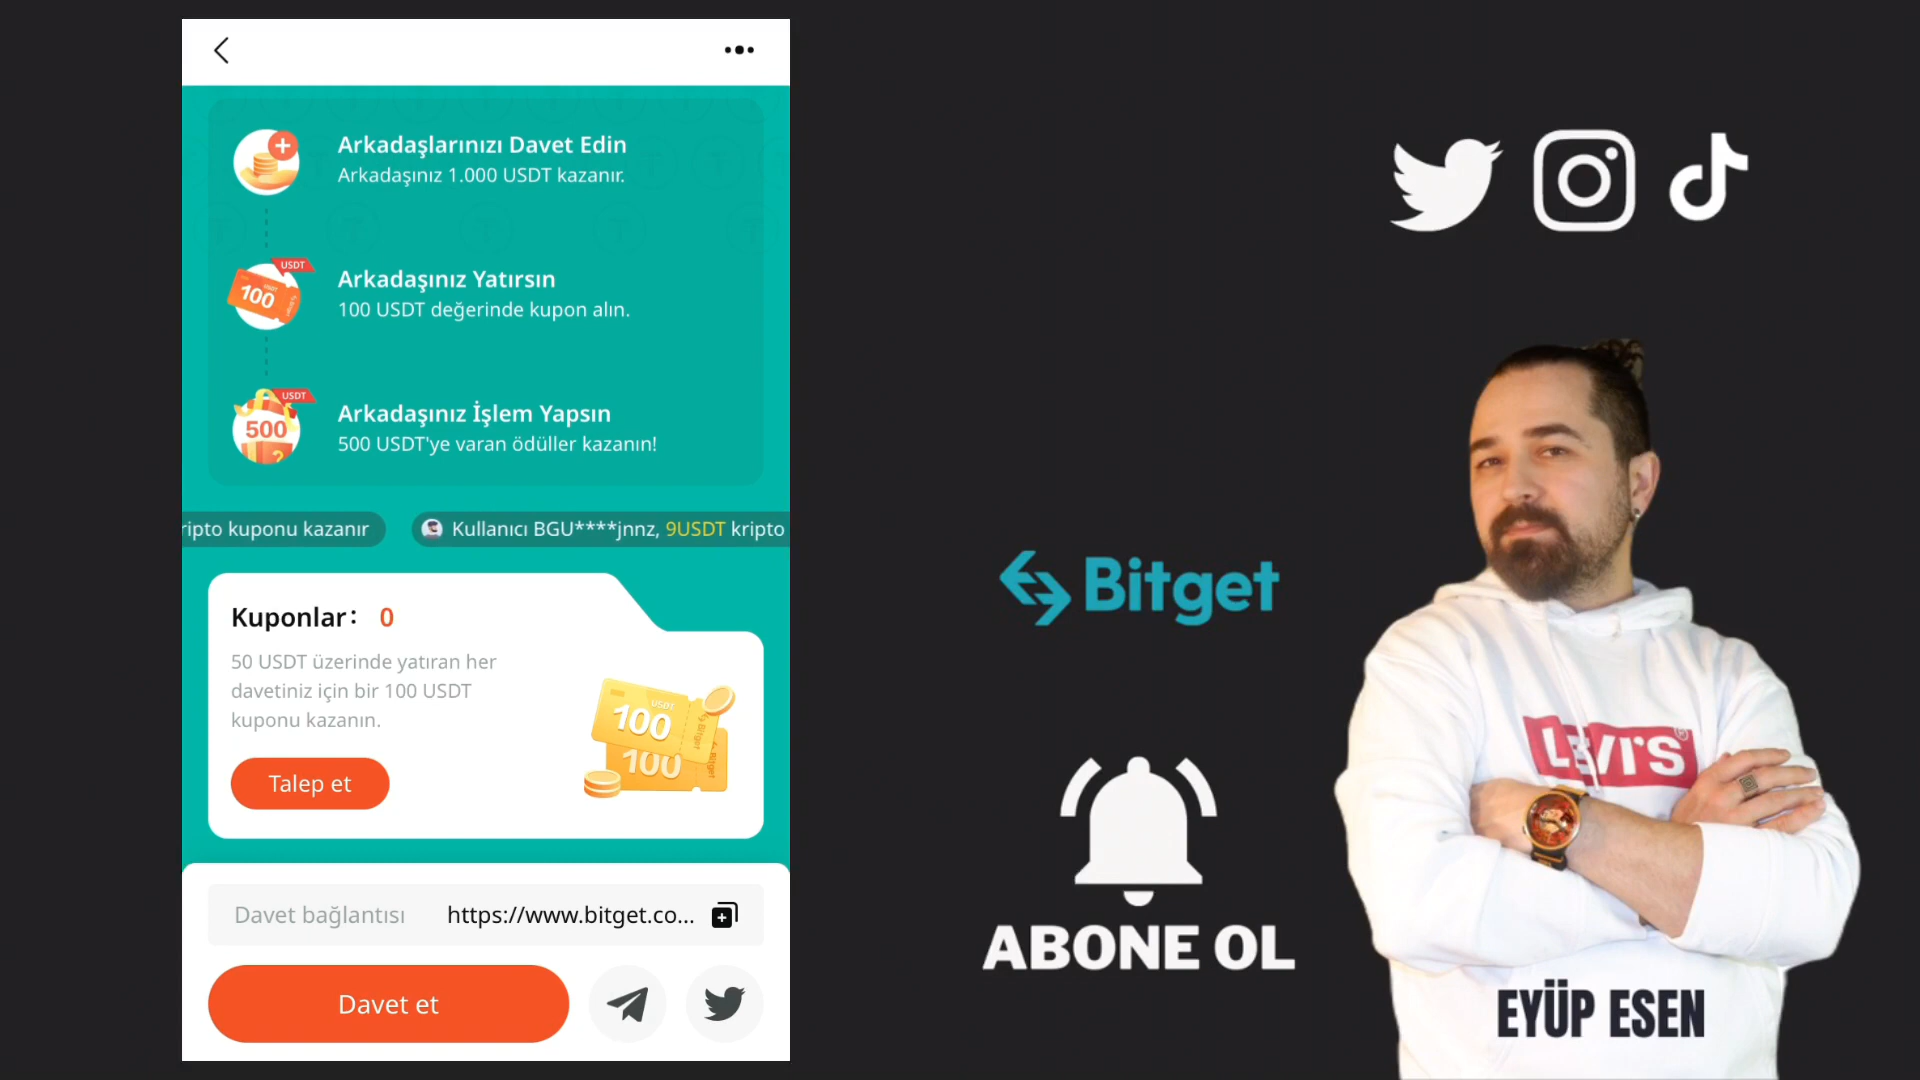 Arkadaşlarınızı Davet Edin
Arkadaşınız 1.000 USDT kazanır.
USDT
100
Arkadaşınız Yatırsın
100 USDT değerinde kupon alın.
USDT
500
Arkadaşınız İşlem Yapsın
500 USDT'ye varan ödüller kazanın!
ripto kuponu kazanır
Kullanıcı BGU****jnnz, 9USDT kripto
Kuponlar: 0
50 USDT üzerinde yatıran her
davetiniz için bir 100 USDT
kuponu kazanın.
Talep et
USDT
100
Bitget
100
Bitget
Davet bağlantısı https://www.bitget.co...
Davet et
Bitget
ABONE OL
LEVI'S
®
EYÜP ESEN